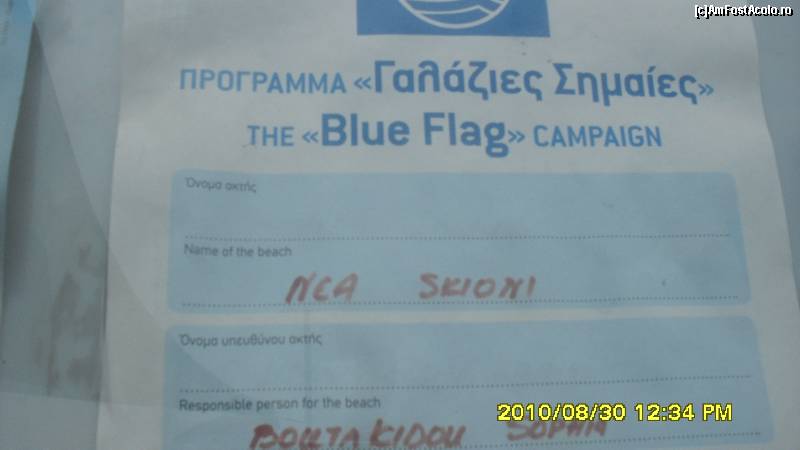 (c)AmFostAcolo.ro
ΠΡΟΓΡΑΜΜΑ «Γαλάζιες Σημαίες»
THE «Blue Flag» CAMPAIGN
Όνομα ακτής
Name of the beach
NEA SKIONI
Όνομα υπευθύνου ακτής
Responsible person for the beach
2010/08/30 12:34 PM
BOUTAKIDOU SOPHIA